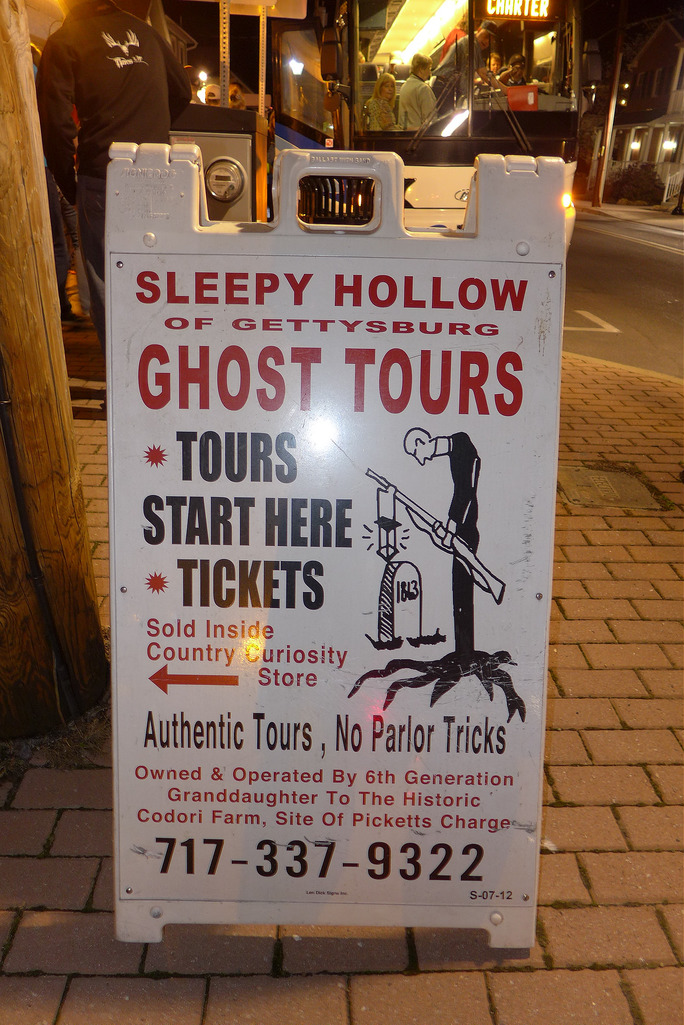 CHARTER
SLEEPY HOLLOW
OF GETTYSBURG
GHOST TOURS
TOURS
START HERE
TICKETS
1863
Sold Inside
Country Curiosity
Store
Authentic Tours , No Parlor Tricks
Owned & Operated By 6th Generation
Granddaughter To The Historic
Codori Farm, Site Of Picketts Charge
717-337-9322
S-07-12